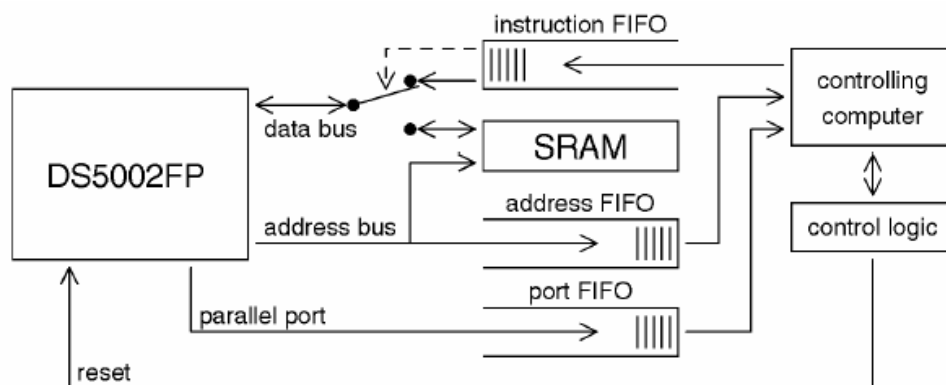 instruction FIFO
controlling
computer
data bus
SRAM
DS5002FP
address FIFO
address bus
control logic
port FIFO
parallel port
reset